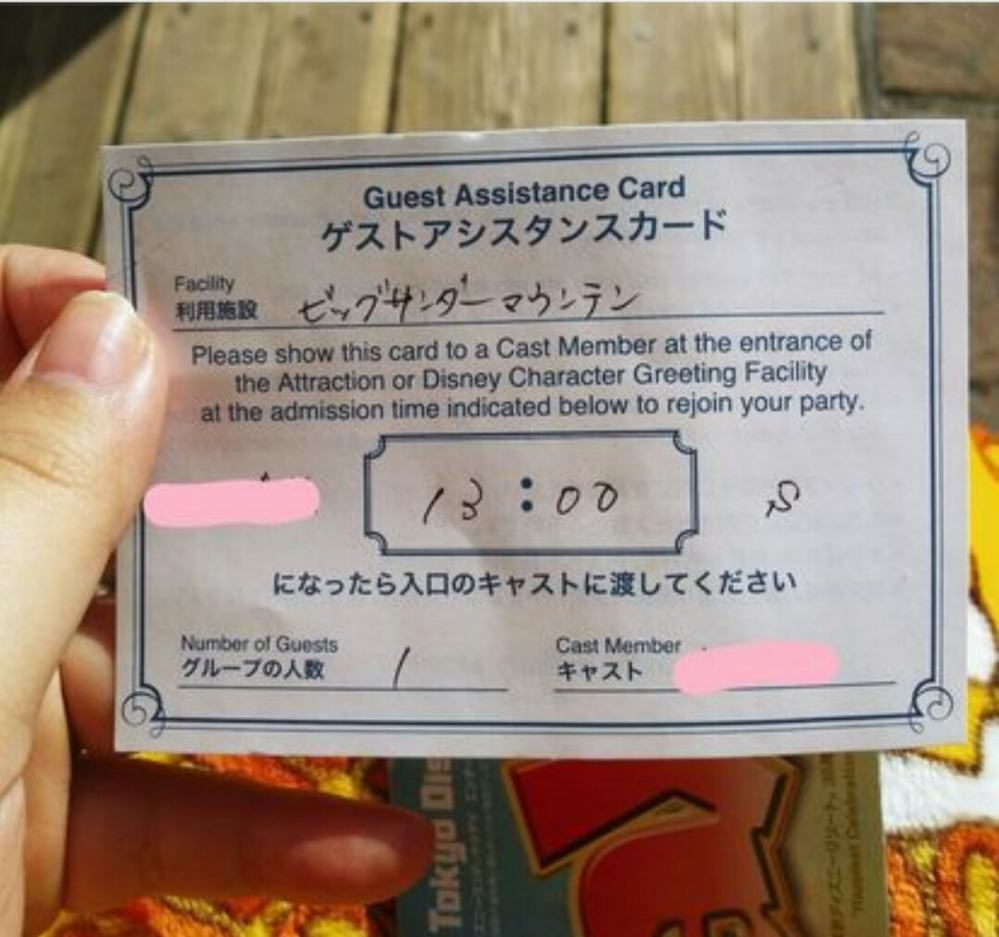 Guest Assistance Card
ゲストアシスタンスカード
Facility
利用施設 ビッグサンダーマウンテン
Please show this card to a Cast Member at the entrance of
the Attraction or Disney Character Greeting Facility
at the admission time indicated below to rejoin your party.
13:00 S
になったら入口のキャストに渡してください
Number of Guests
グループの人数 1
Cast Member
キャスト
Tokyo Dis